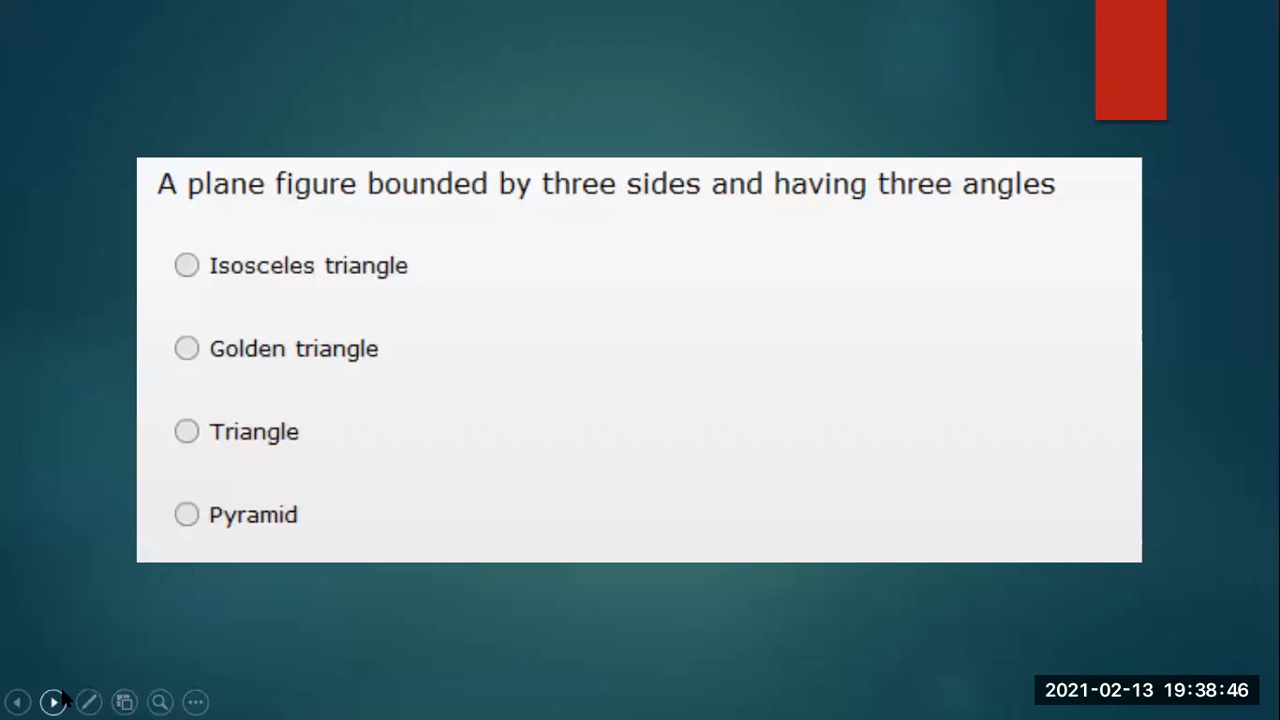 A plane figure bounded by three sides and having three angles
Isosceles triangle
Golden triangle
Triangle
Pyramid
2021-02-13 19:38:46